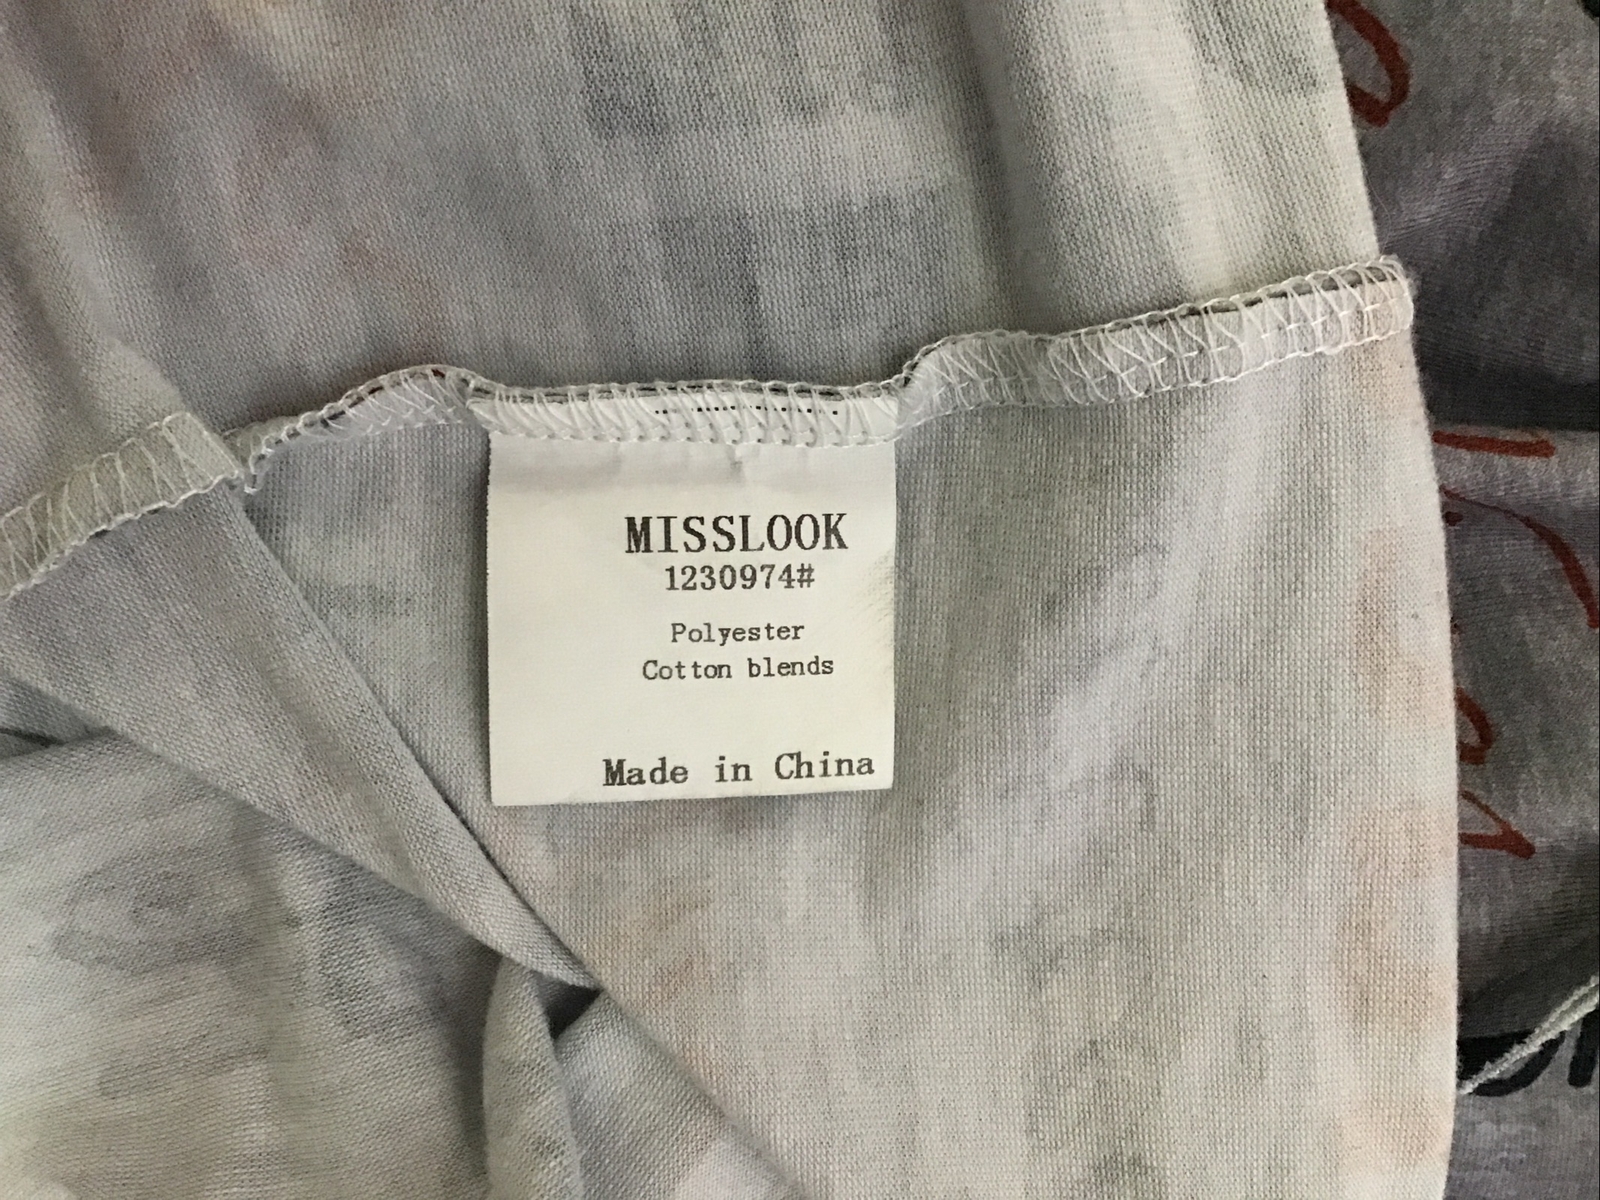 MISSLOOK
1230974#
Polyester
Cotton blends
Made in China